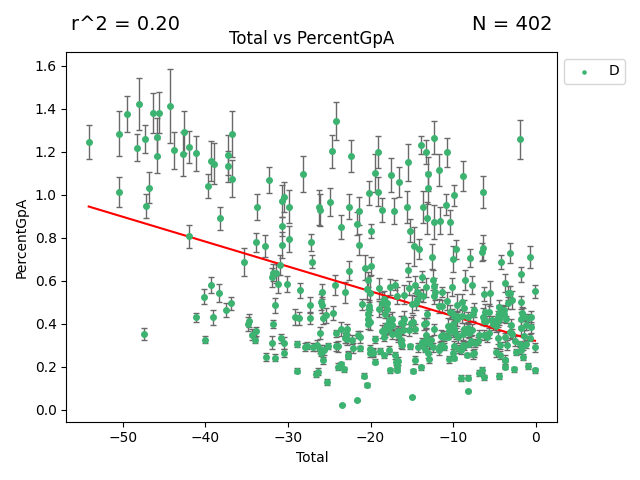 r^2 = 0.20 N = 402
Total vs PercentGpA
D
PercentGpA
1.6
1.4
1.2
1.0
0.8
0.6
0.4
0.2
0.0
−50 −40 −30 −20 −10 0
Total